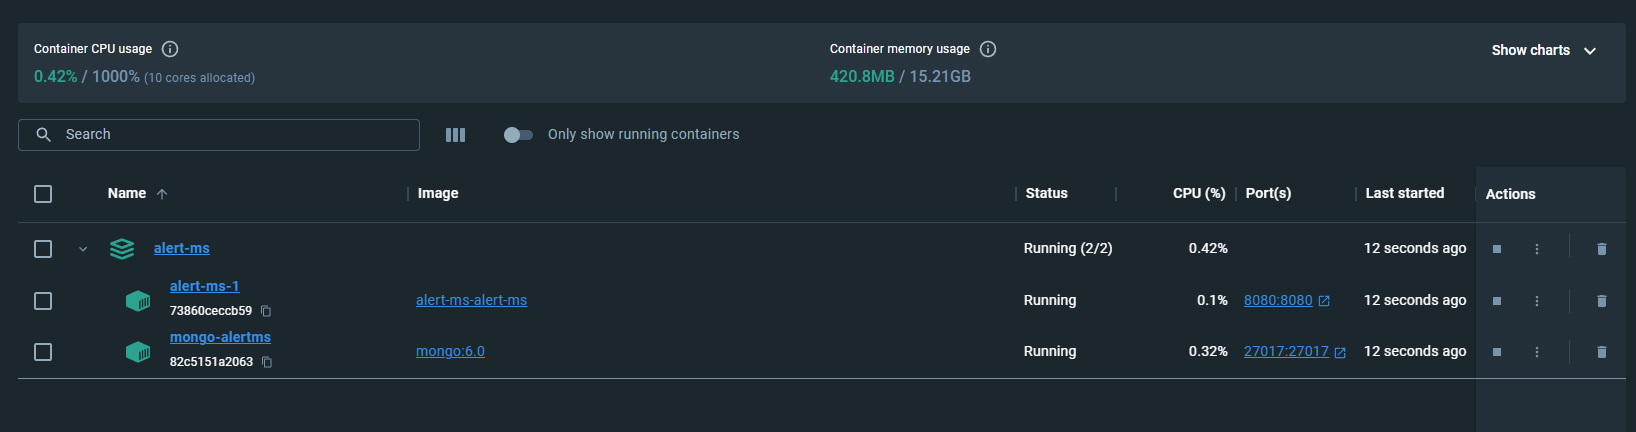 Container CPU usage
0.42% / 1000% (10 cores allocated)
Container memory usage
420.8MB / 15.21GB
Show charts
Search
Only show running containers
Name Image Status CPU (%) Port(s) Last started Actions
alert-ms Running (2/2) 0.42% 12 seconds ago
alert-ms-1
73860ceccb59
alert-ms-alert-ms Running 0.1% 8080:8080 12 seconds ago
mongo-alertms
82c5151a2063
mongo:6.0 Running 0.32% 27017:27017 12 seconds ago